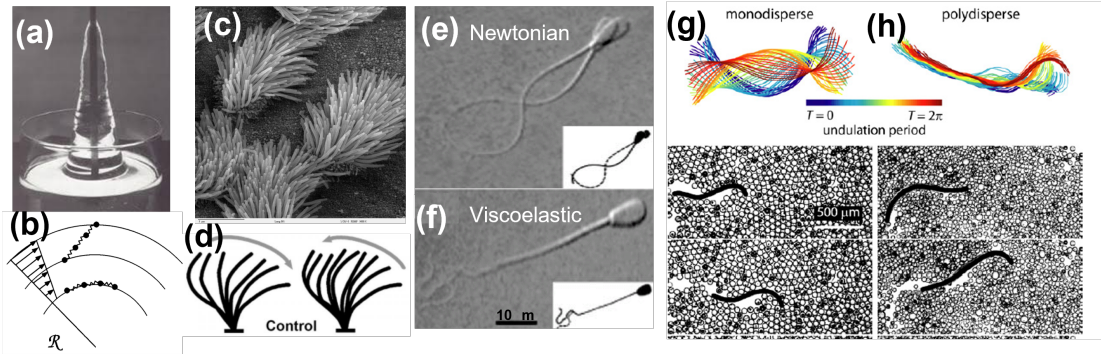 (a)
(b)
R
(c)
(d)
Control
(e) Newtonian
(f) Viscoelastic
10 m
(g) monodisperse
(h) polydisperse
T = 0
T = 2π
undulation period
500 μm